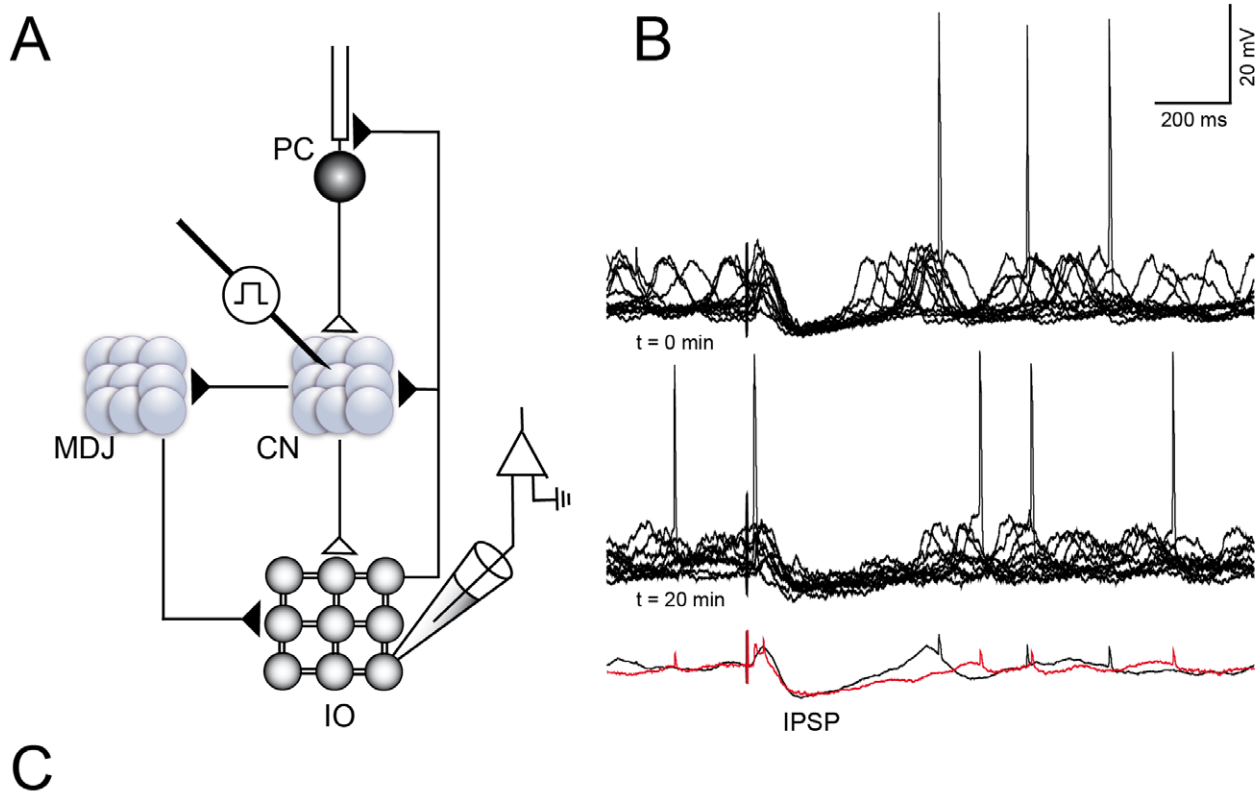 A
B
PC
MDJ
CN
IO
20 mV
200 ms
t = 0 min
t = 20 min
IPSP
C